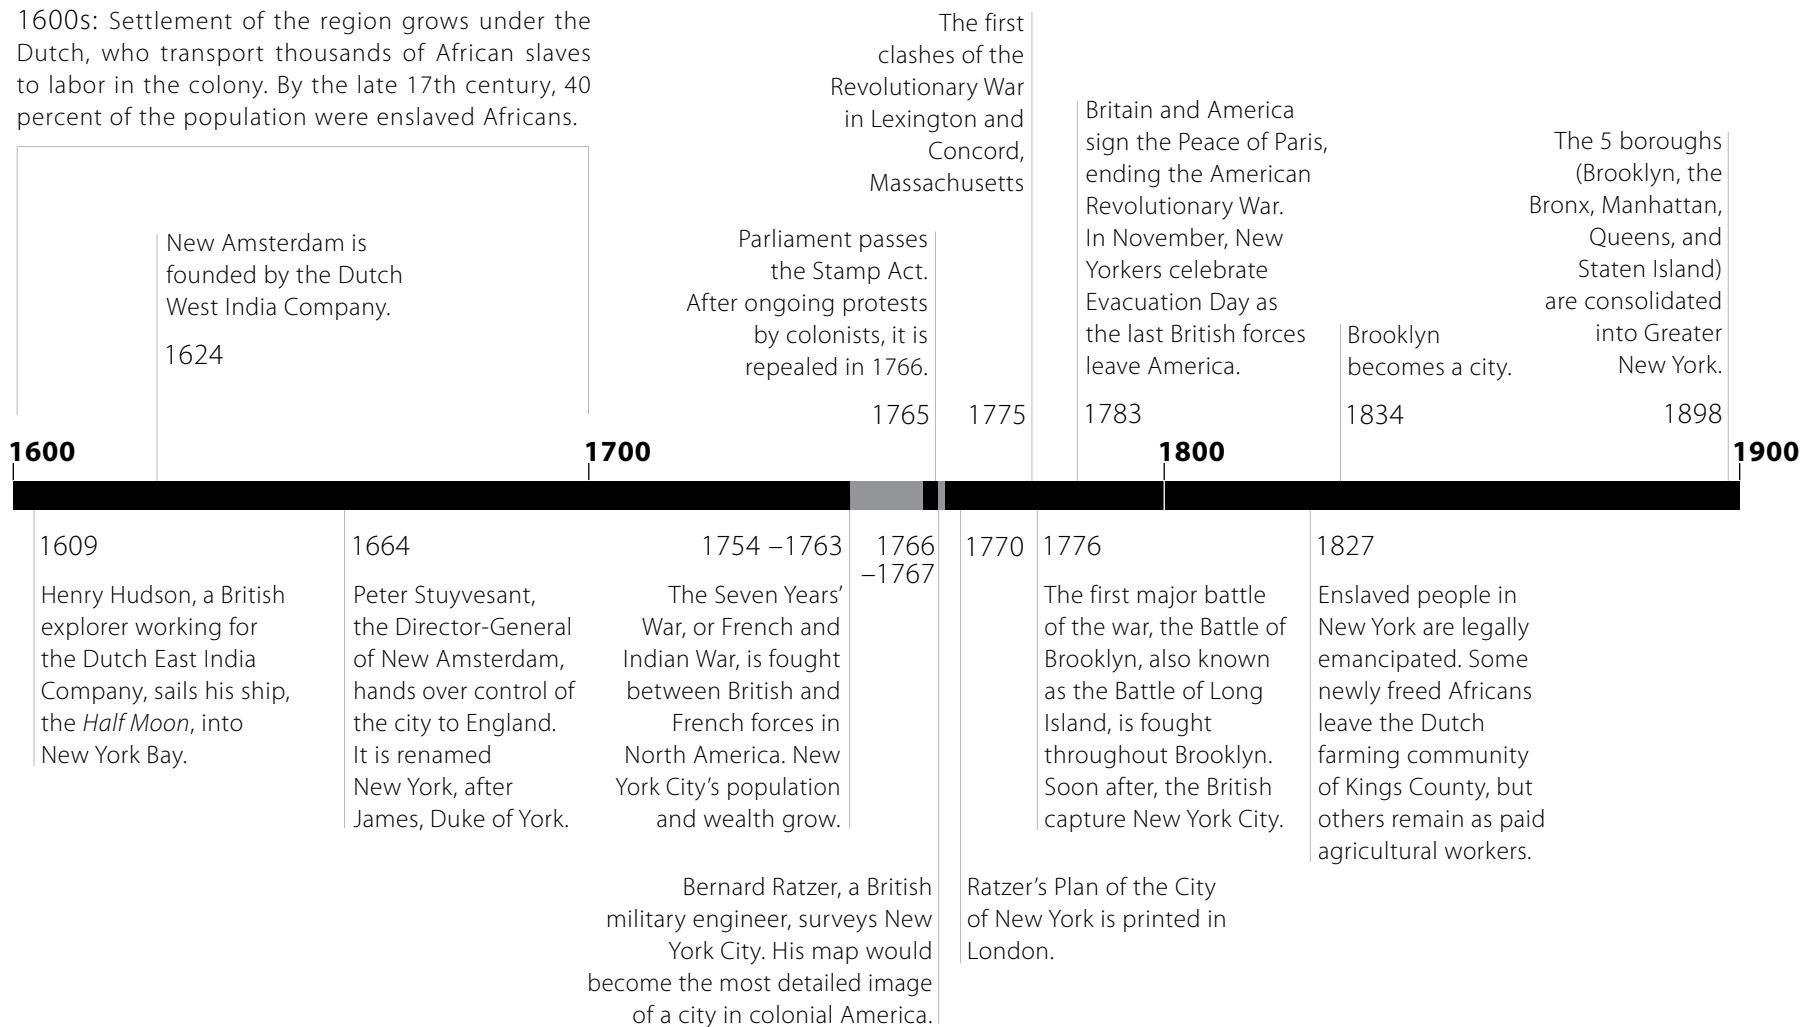 1600s: Settlement of the region grows under the
Dutch, who transport thousands of African slaves
to labor in the colony. By the late 17th century, 40
percent of the population were enslaved Africans.
New Amsterdam is
founded by the Dutch
West India Company.
1624
Parliament passes
the Stamp Act.
After ongoing protests
by colonists, it is
repealed in 1766.
1765
The first
clashes of the
Revolutionary War
in Lexington and
Concord,
Massachusetts
1775
Britain and America
sign the Peace of Paris,
ending the American
Revolutionary War.
In November, New
Yorkers celebrate
Evacuation Day as
the last British forces
leave America.
1783
Brooklyn
becomes a city.
1834
The 5 boroughs
(Brooklyn, the
Bronx, Manhattan,
Queens, and
Staten Island)
are consolidated
into Greater
New York.
1898
1600
1700
1800
1900
1609
Henry Hudson, a British
explorer working for
the Dutch East India
Company, sails his ship,
the Half Moon, into
New York Bay.
1664
Peter Stuyvesant,
the Director-General
of New Amsterdam,
hands over control of
the city to England.
It is renamed
New York, after
James, Duke of York.
1754 –1763
The Seven Years’
War, or French and
Indian War, is fought
between British and
French forces in
North America. New
York City’s population
and wealth grow.
1766
–1767
Bernard Ratzer, a British
military engineer, surveys New
York City. His map would
become the most detailed image
of a city in colonial America.
1770
Ratzer’s Plan of the City
of New York is printed in
London.
1776
The first major battle
of the war, the Battle of
Brooklyn, also known
as the Battle of Long
Island, is fought
throughout Brooklyn.
Soon after, the British
capture New York City.
1827
Enslaved people in
New York are legally
emancipated. Some
newly freed Africans
leave the Dutch
farming community
of Kings County, but
others remain as paid
agricultural workers.